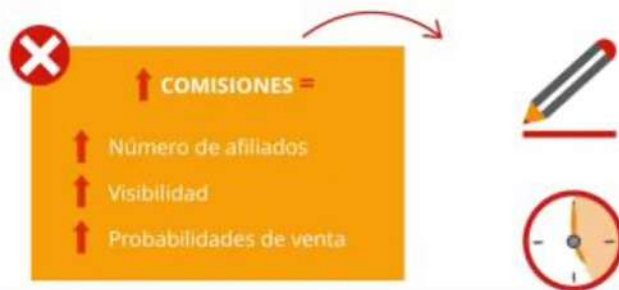 COMISIONES =
Número de afiliados
Visibilidad
Probabilidades de venta